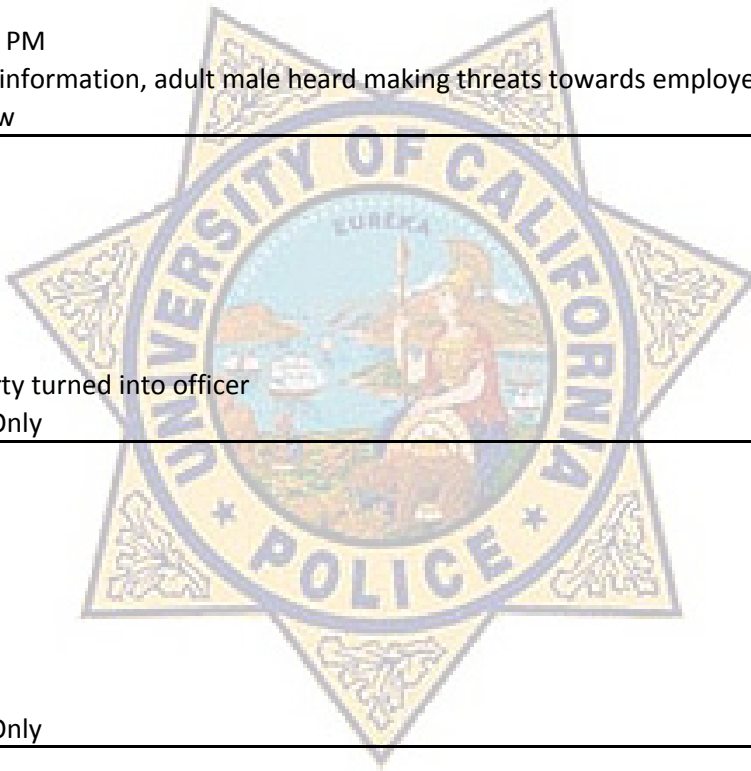 PM
information, adult male heard making threats towards employe
w
UNIVERSITY OF CALIFORNIA
EUREKA
rty turned into officer
Only
POLICE
Only